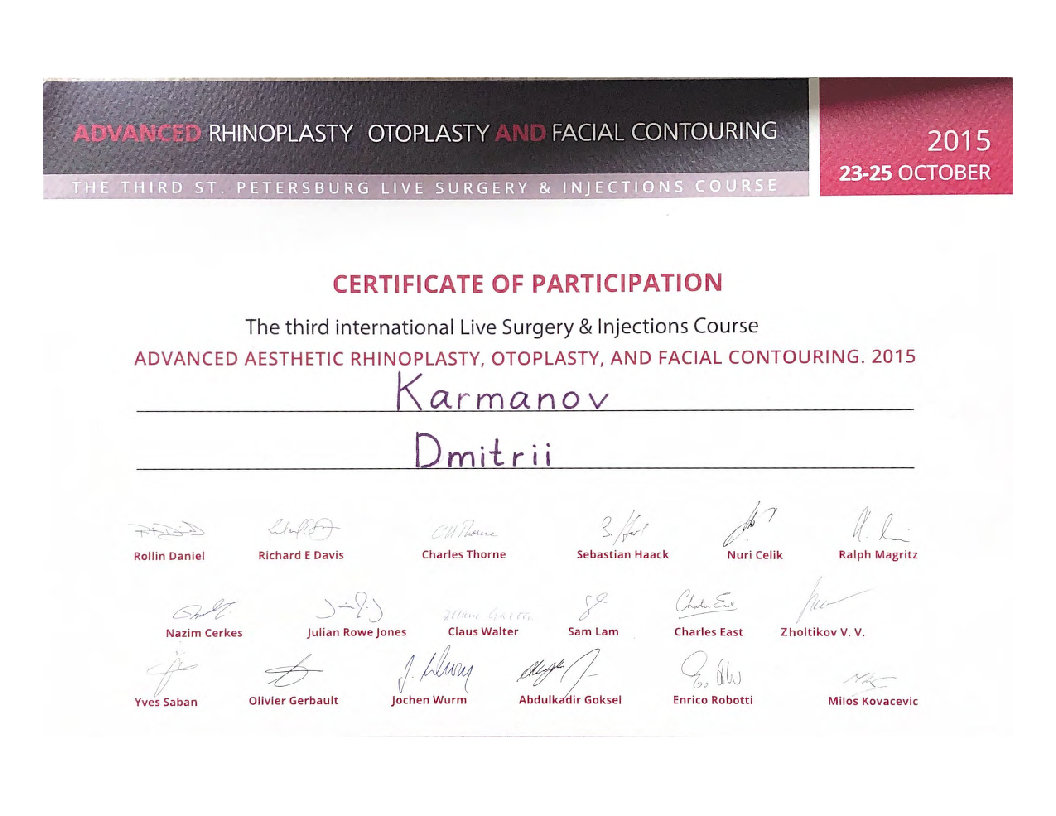 ADVANCED RHINOPLASTY OTOPLASTY AND FACIAL CONTOURING
THE THIRD ST. PETERSBURG LIVE SURGERY & INJECTIONS COURSE
2015
23-25 OCTOBER
CERTIFICATE OF PARTICIPATION
The third international Live Surgery & Injections Course
ADVANCED AESTHETIC RHINOPLASTY, OTOPLASTY, AND FACIAL CONTOURING. 2015
Karmanov
Dmitrii
Rollin Daniel Richard E Davis Charles Thorne Sebastian Haack Nuri Celik Ralph Magritz
Nazim Cerkes Julian Rowe Jones Claus Walter Sam Lam Charles East Zholtikov V. V.
Yves Saban Olivier Gerbault Jochen Wurm Abdulkadir Goksel Enrico Robotti Milos Kovacevic